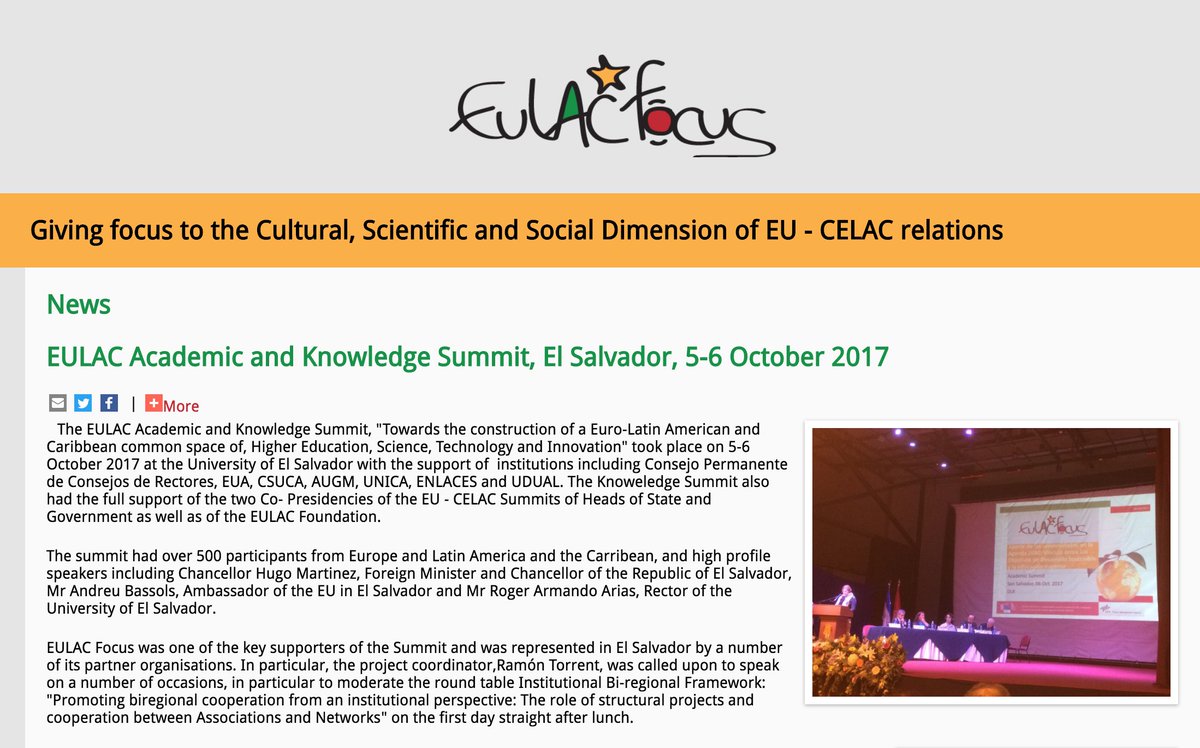 EULAC Focus
Giving focus to the Cultural, Scientific and Social Dimension of EU - CELAC relations
News
EULAC Academic and Knowledge Summit, El Salvador, 5-6 October 2017
| More
The EULAC Academic and Knowledge Summit, "Towards the construction of a Euro-Latin American and
Caribbean common space of, Higher Education, Science, Technology and Innovation" took place on 5-6
October 2017 at the University of El Salvador with the support of institutions including Consejo Permanente
de Consejos de Rectores, EUA, CSUCA, AUGM, UNICA, ENLACES and UDUAL. The Knoweledge Summit also
had the full support of the two Co- Presidencies of the EU - CELAC Summits of Heads of State and
Government as well as of the EULAC Foundation.
The summit had over 500 participants from Europe and Latin America and the Carribean, and high profile
speakers including Chancellor Hugo Martinez, Foreign Minister and Chancellor of the Republic of El Salvador,
Mr Andreu Bassols, Ambassador of the EU in El Salvador and Mr Roger Armando Arias, Rector of the
University of El Salvador.
EULAC Focus was one of the key supporters of the Summit and was represented in El Salvador by a number
of its partner organisations. In particular, the project coordinator,Ramón Torrent, was called upon to speak
on a number of occasions, in particular to moderate the round table Institutional Bi-regional Framework:
"Promoting biregional cooperation from an institutional perspective: The role of structural projects and
cooperation between Associations and Networks" on the first day straight after lunch.
EULAC Focus
Academic Summit
San Salvador, 06 Oct. 2017
DLR